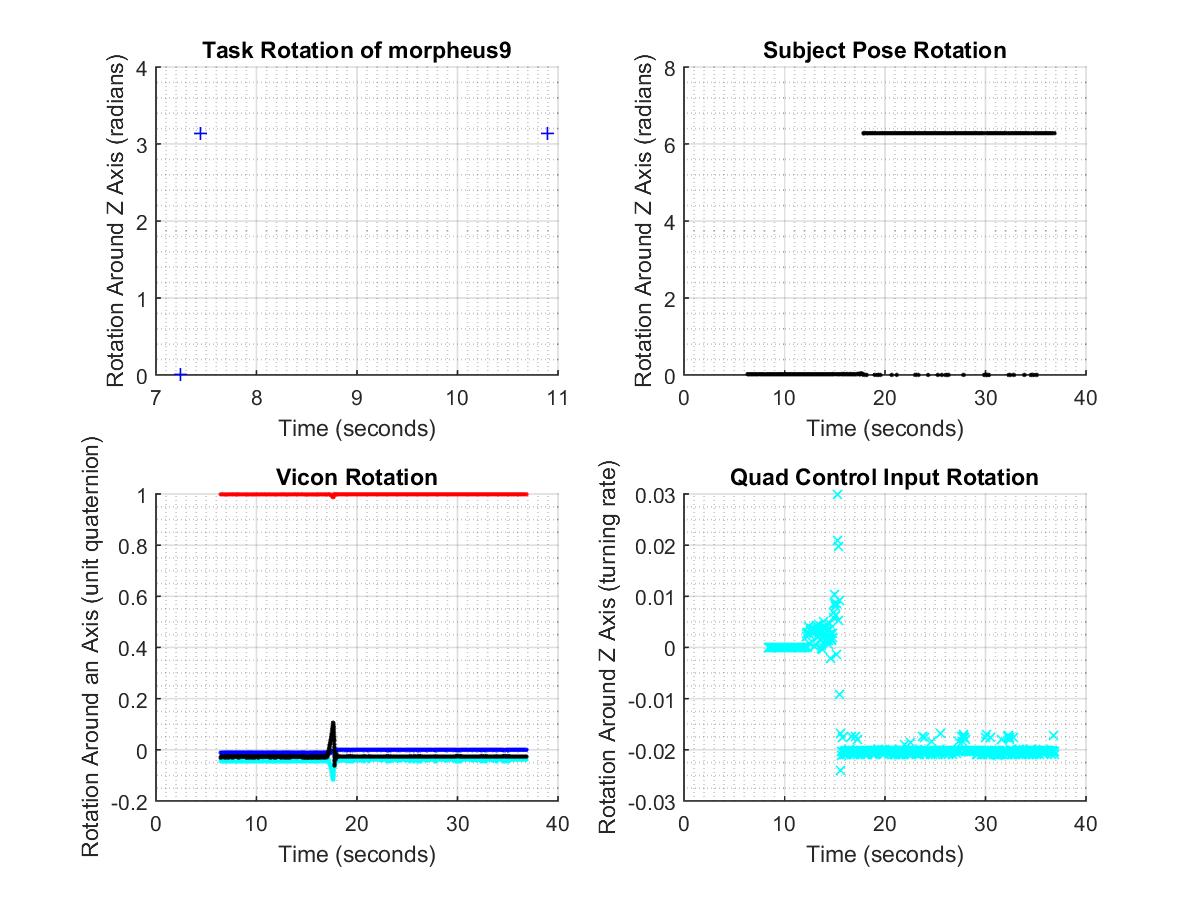 Task Rotation of morpheus9
Rotation Around Z Axis (radians)
4
3
2
1
0
7 8 9 10 11
Time (seconds)
Subject Pose Rotation
Rotation Around Z Axis (radians)
8
6
4
2
0
0 10 20 30 40
Time (seconds)
Vicon Rotation
Rotation Around an Axis (unit quaternion)
1
0.8
0.6
0.4
0.2
0
-0.2
0 10 20 30 40
Time (seconds)
Quad Control Input Rotation
Rotation Around Z Axis (turning rate)
0.03
0.02
0.01
0
-0.01
-0.02
-0.03
0 10 20 30 40
Time (seconds)